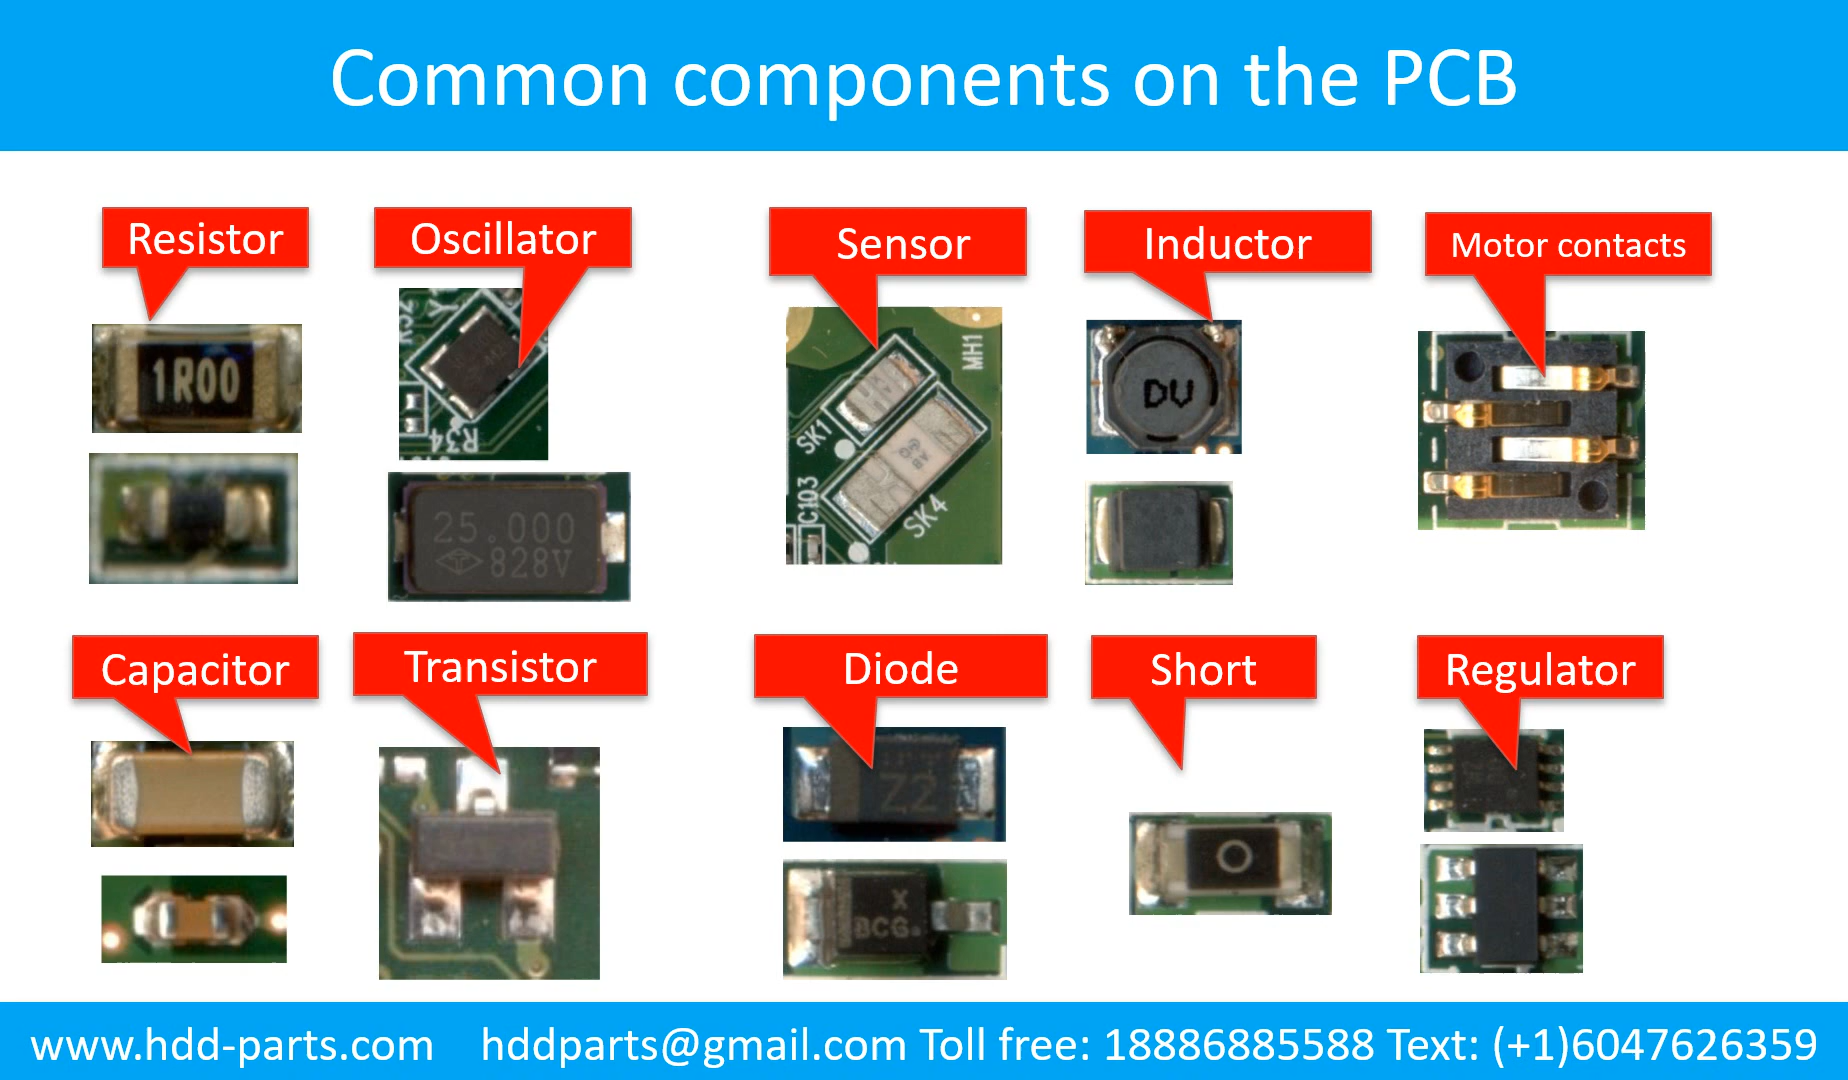 Common components on the PCB
Resistor
Oscillator
Sensor
Inductor
Motor contacts
1R00
R34
25.000
828V
SK1
SK4
C103
MH1
DU
Capacitor
Transistor
Diode
Short
Regulator
Z2
X
BCG
O
www.hdd-parts.com hddparts@gmail.com Toll free: 18886885588 Text: (+1)6047626359